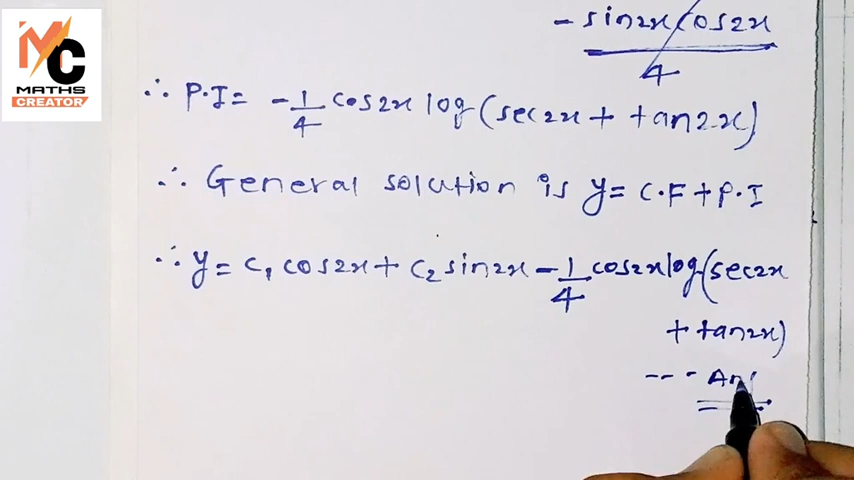 MC
MATHS
CREATOR
- sin2x cos2x / 4
∴ P.I = -1/4 cos2x log(sec2x + tan2x)
∴ General solution is y = C.F + P.I
∴ y = c₁ cos2x + c₂ sin2x - 1/4 cos2x log(sec2x
+ tan2x)
---- Ans